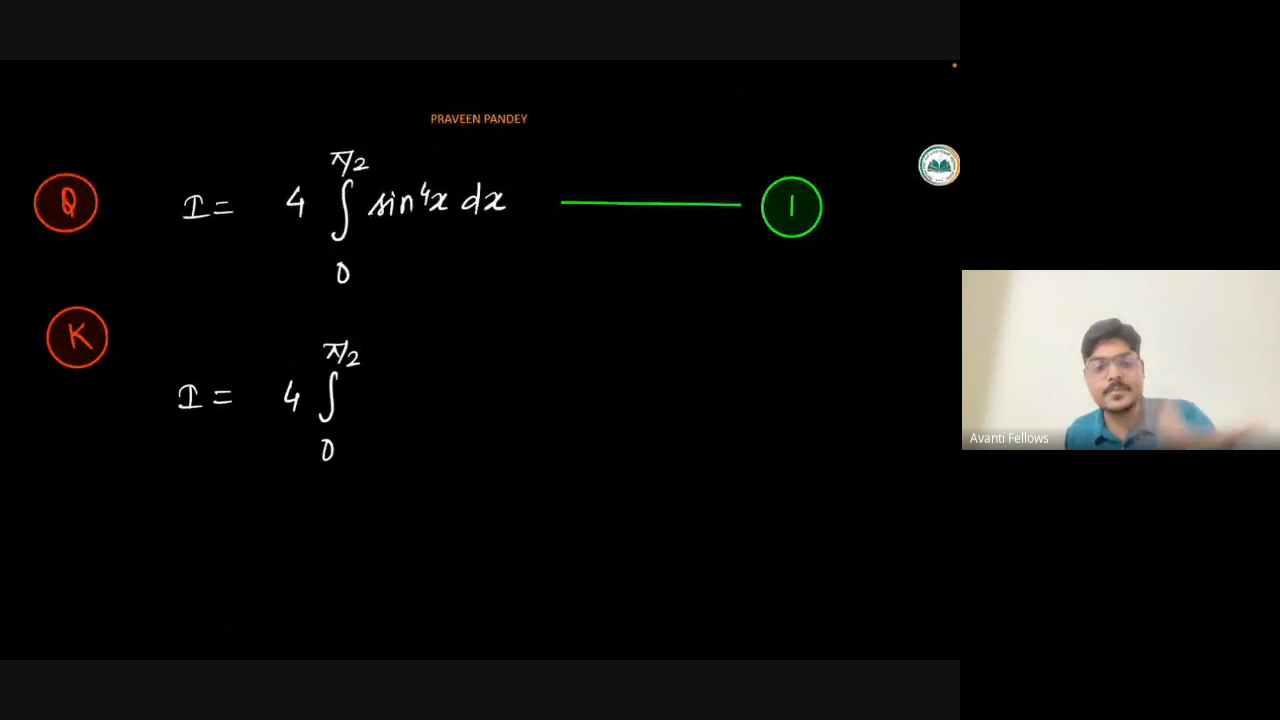 PRAVEEN PANDEY
Q I = 4 ∫₀^{π/2} sin⁴x dx ——— 1
K
I = 4 ∫₀^{π/2}
Avanti Fellows